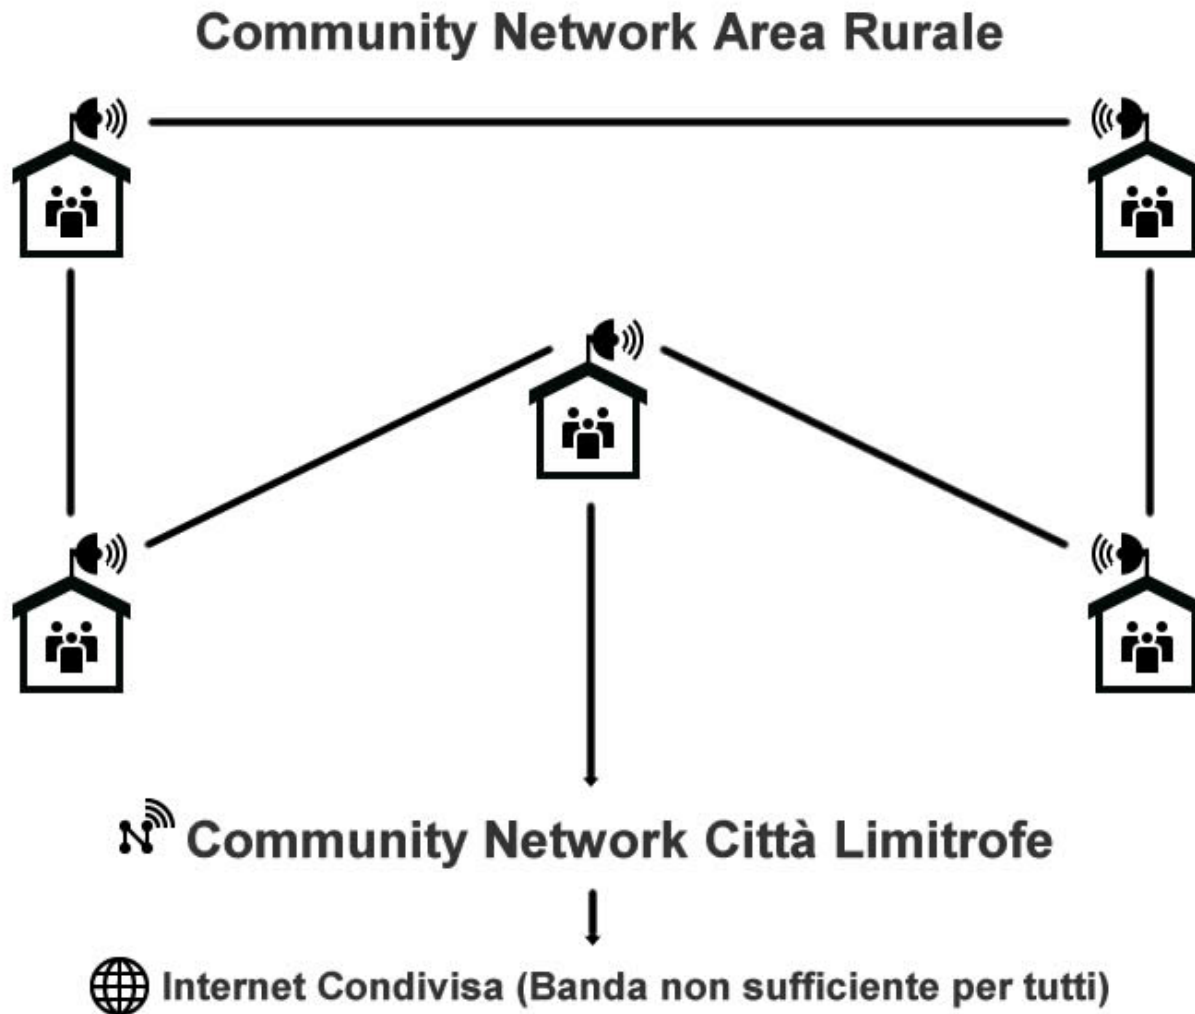 Community Network Area Rurale
Community Network Città Limitrofe
Internet Condivisa (Banda non sufficiente per tutti)